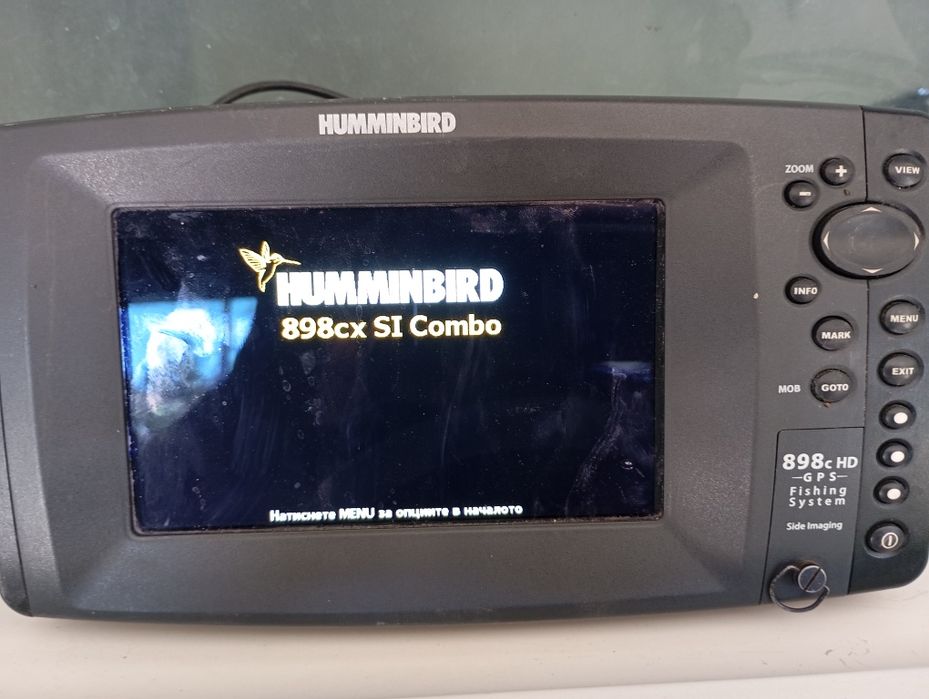 HUMMINBIRD
ZOOM + VIEW
-
HUMMINBIRD
898cx SI Combo
INFO
MENU
MARK
EXIT
MOB GOTO
898c HD
GPS
Fishing
System
Side Imaging
Натиснете MENU за опциите в началото